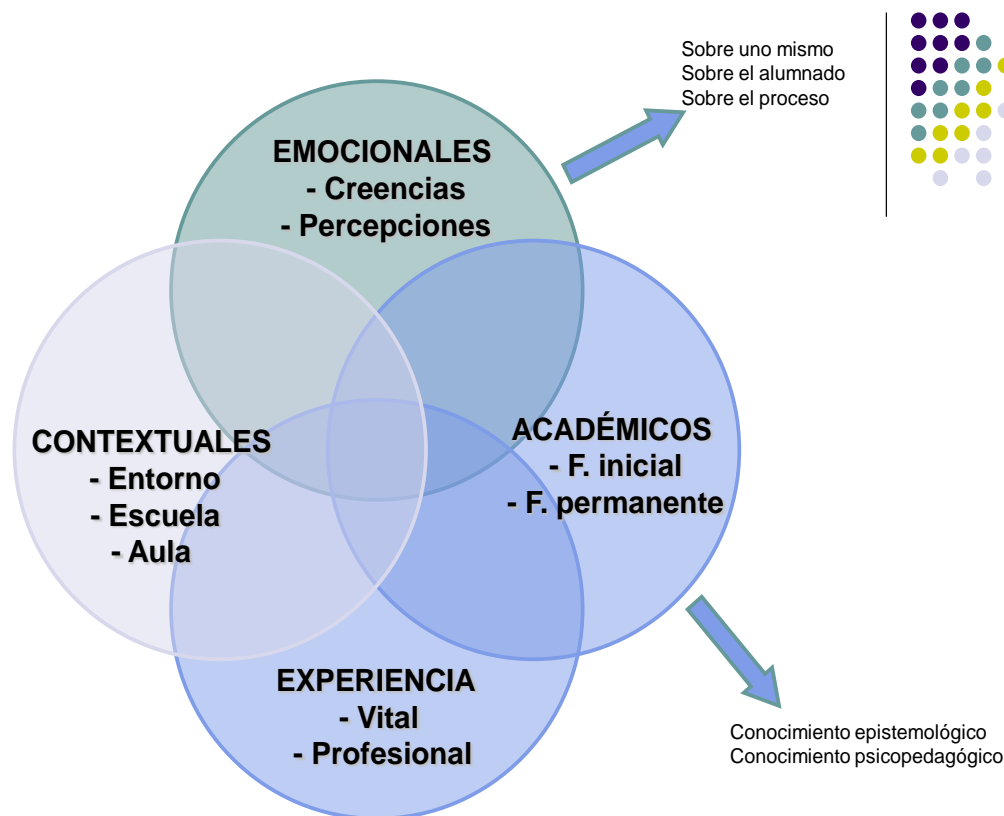 Sobre uno mismo
Sobre el alumnado
Sobre el proceso
EMOCIONALES
- Creencias
- Percepciones
CONTEXTUALES
- Entorno
- Escuela
- Aula
ACADÉMICOS
- F. inicial
- F. permanente
EXPERIENCIA
- Vital
- Profesional
Conocimiento epistemológico
Conocimiento psicopedagógico